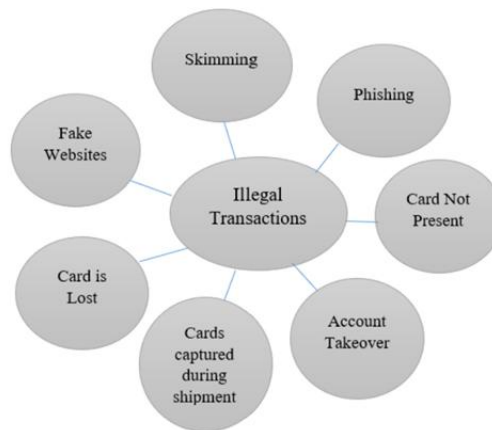 Skimming
Phishing
Fake
Websites
Illegal
Transactions
Card Not
Present
Card is
Lost
Cards
captured
during
shipment
Account
Takeover